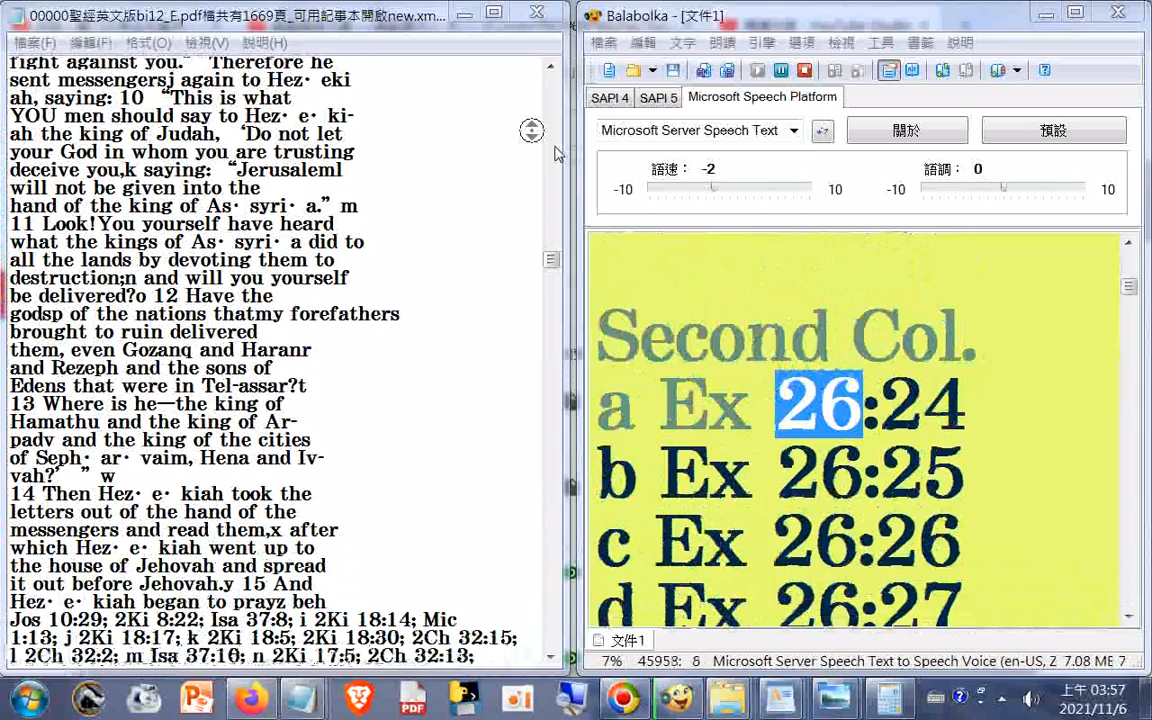 00000聖經英文版bi12_E.pdf檔共有1669頁_可用記事本開啟new.xm...
檔案(F) 編輯(E) 格式(O) 檢視(V) 說明(H)
fight against you." Therefore he
sent messengersj again to Hez·eki
ah, saying: 10 “This is what
YOU men should say to Hez·e·ki-
ah the king of Judah, ‘Do not let
your God in whom you are trusting
deceive you,k saying: “Jerusaleml
will not be given into the
hand of the king of As·syri·a.” m
11 Look!You yourself have heard
what the kings of As·syri·a did to
all the lands by devoting them to
destruction;n and will you yourself
be delivered?o 12 Have the
godsp of the nations thatmy forefathers
brought to ruin delivered
them, even Gozanq and Haranr
and Rezeph and the sons of
Edens that were in Tel-assar?t
13 Where is he—the king of
Hamathu and the king of Ar-
padv and the king of the cities
of Seph·ar·vaim, Hena and Iv-
vah?’ ” w
14 Then Hez·e·kiah took the
letters out of the hand of the
messengers and read them,x after
which Hez·e·kiah went up to
the house of Jehovah and spread
it out before Jehovah.y 15 And
Hez·e·kiah began to prayz beh
Jos 10:29; 2Ki 8:22; Isa 37:8; i 2Ki 18:14; Mic
1:13; j 2Ki 18:17; k 2Ki 18:5; 2Ki 18:30; 2Ch 32:15;
l 2Ch 32:2; m Isa 37:10; n 2Ki 17:5; 2Ch 32:13;
Balabolka - [文件1]
檔案 編輯 文字 朗讀 引擎 選項 檢視 工具 書籤 說明
SAPI 4 SAPI 5 Microsoft Speech Platform
Microsoft Server Speech Text 關於 預設
語速: -2 語調: 0
-10 10 -10 10
Second Col.
a Ex 26:24
b Ex 26:25
c Ex 26:26
d Ex 26:27
文件1
7% 45958: 6 Microsoft Server Speech Text to Speech Voice (en-US, Z 7.08 ME 7
上午 03:57
2021/11/6